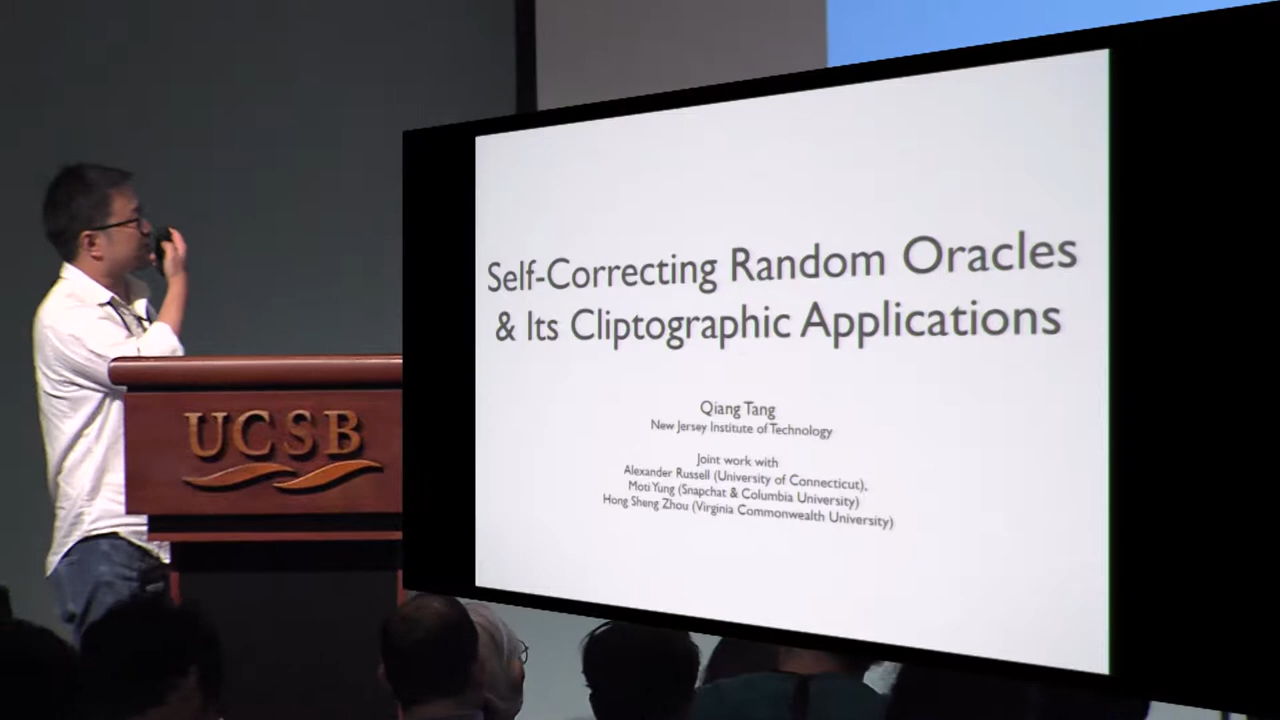 UCSB
Self-Correcting Random Oracles
& Its Cliptographic Applications
Qiang Tang
New Jersey Institute of Technology
Joint work with
Alexander Russell (University of Connecticut),
Moti Yung (Snapchat & Columbia University)
Hong Sheng Zhou (Virginia Commonwealth University)